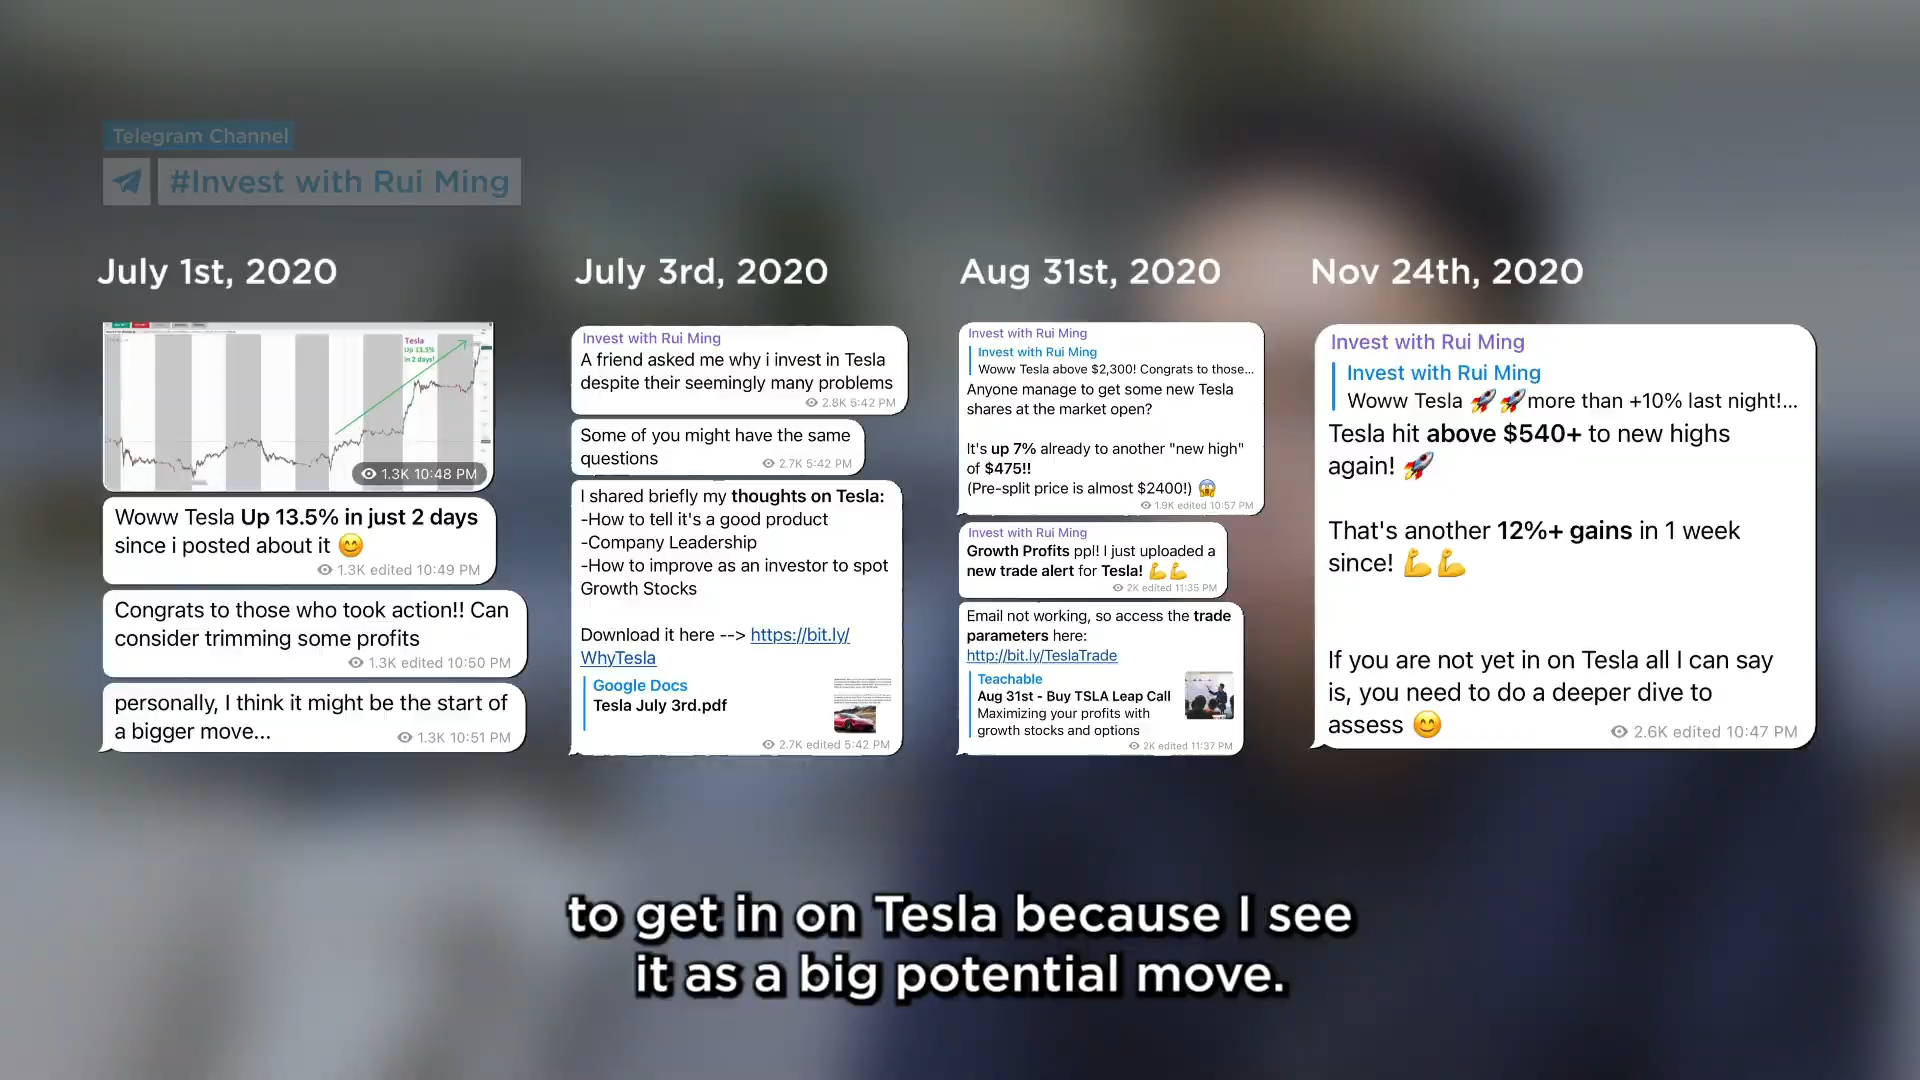 Telegram Channel
#Invest with Rui Ming
July 1st, 2020
Tesla
Up 13.5%
in 2 days!
1.3K 10:48 PM
Woww Tesla Up 13.5% in just 2 days
since i posted about it 😊
1.3K edited 10:49 PM
Congrats to those who took action!! Can
consider trimming some profits
1.3K edited 10:50 PM
personally, I think it might be the start of
a bigger move...
1.3K 10:51 PM
July 3rd, 2020
Invest with Rui Ming
A friend asked me why i invest in Tesla
despite their seemingly many problems
2.8K 5:42 PM
Some of you might have the same
questions
2.7K 5:42 PM
I shared briefly my thoughts on Tesla:
-How to tell it's a good product
-Company Leadership
-How to improve as an investor to spot
Growth Stocks
Download it here --> https://bit.ly/
WhyTesla
Google Docs
Tesla July 3rd.pdf
2.7K edited 5:42 PM
Aug 31st, 2020
Invest with Rui Ming
Invest with Rui Ming
Woww Tesla above $2,300! Congrats to those...
Anyone manage to get some new Tesla
shares at the market open?
It's up 7% already to another "new high"
of $475!!
(Pre-split price is almost $2400!) 😱
1.9K edited 10:57 PM
Invest with Rui Ming
Growth Profits ppl! I just uploaded a
new trade alert for Tesla! 💪💪
2K edited 11:35 PM
Email not working, so access the trade
parameters here:
http://bit.ly/TeslaTrade
Teachable
Aug 31st - Buy TSLA Leap Call
Maximizing your profits with
growth stocks and options
2K edited 11:37 PM
Nov 24th, 2020
Invest with Rui Ming
Invest with Rui Ming
Woww Tesla 🚀 🚀more than +10% last night!...
Tesla hit above $540+ to new highs
again! 🚀
That's another 12%+ gains in 1 week
since! 💪💪
If you are not yet in on Tesla all I can say
is, you need to do a deeper dive to
assess 😊
2.6K edited 10:47 PM
to get in on Tesla because I see
it as a big potential move.